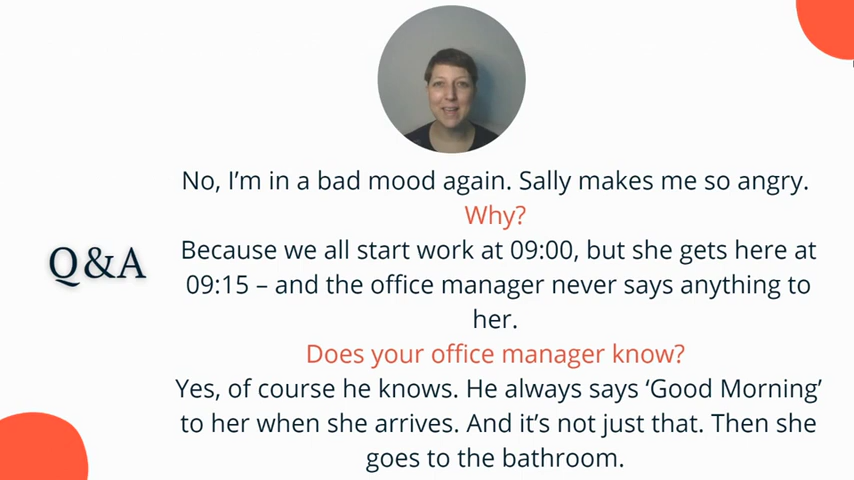 No, I'm in a bad mood again. Sally makes me so angry.
Why?
Because we all start work at 09:00, but she gets here at
09:15 – and the office manager never says anything to
her.
Does your office manager know?
Yes, of course he knows. He always says ‘Good Morning’
to her when she arrives. And it's not just that. Then she
goes to the bathroom.
Q&A